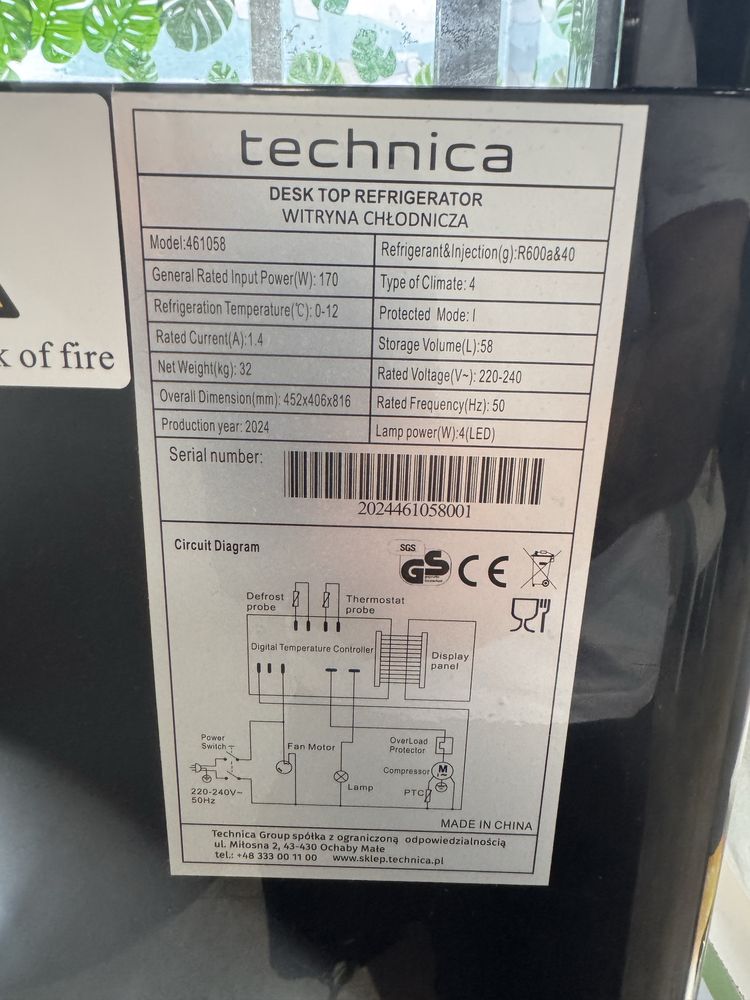 technica
DESK TOP REFRIGERATOR
WITRYNA CHŁODNICZA
Model:461058
Refrigerant&Injection(g):R600a&40
General Rated Input Power(W): 170
Type of Climate: 4
Refrigeration Temperature(℃): 0-12
Protected Mode: I
Rated Current(A):1.4
Storage Volume(L):58
Net Weight(kg): 32
Rated Voltage(V~): 220-240
Overall Dimension(mm): 452x406x816
Rated Frequency(Hz): 50
Production year: 2024
Lamp power(W):4(LED)
Serial number:
2024461058001
Circuit Diagram
SGS
GS
CE
Defrost probe
Thermostat probe
Digital Temperature Controller
Display panel
Power Switch
Fan Motor
Lamp
OverLoad Protector
Compressor
M
PTC
220-240V~
50Hz
MADE IN CHINA
Technica Group spółka z ograniczoną odpowiedzialnością
ul. Miłosna 2, 43-430 Ochaby Małe
tel.: +48 333 00 11 00 www.sklep.technica.pl
of fire